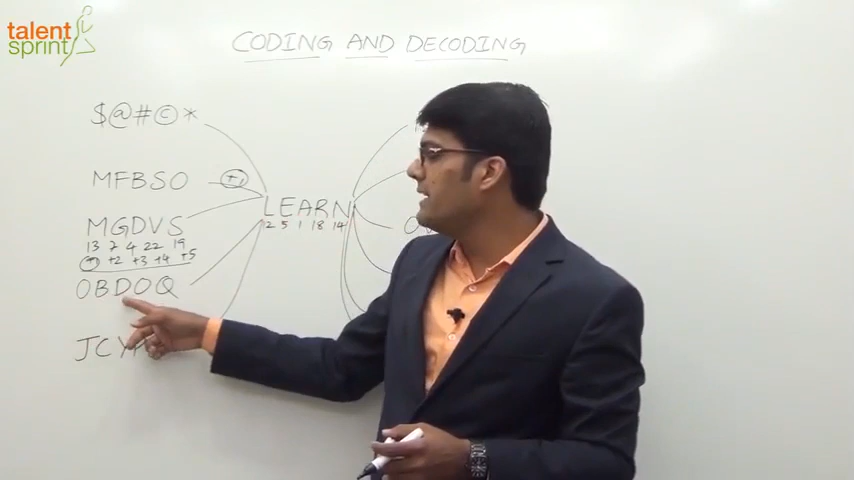 talent
sprint
CODING AND DECODING
$@#©*
MFBSO +1
LEARN
2 5 1 18 14
MGDVS
13 7 4 22 19
+1 +2 +3 +4 +5
OBDOQ
JCY